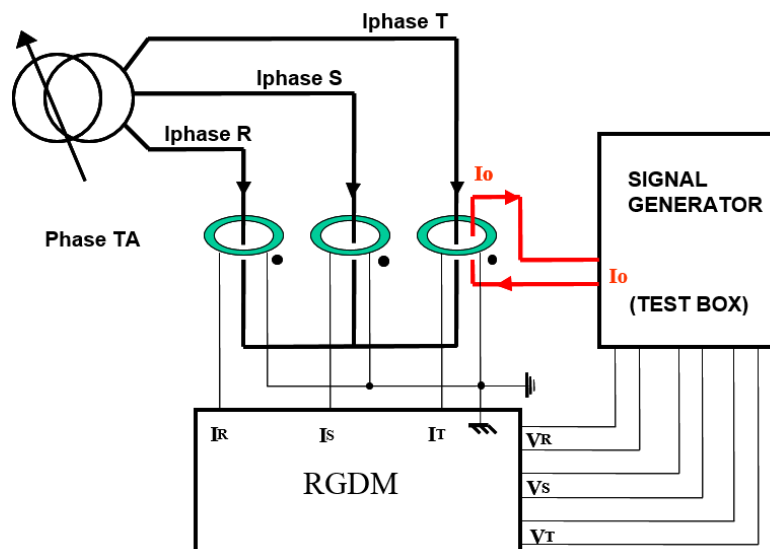 Iphase T
Iphase S
Iphase R
Io
SIGNAL
GENERATOR
Phase TA
Io
(TEST BOX)
IR
IS
IT
VR
RGDM
VS
VT